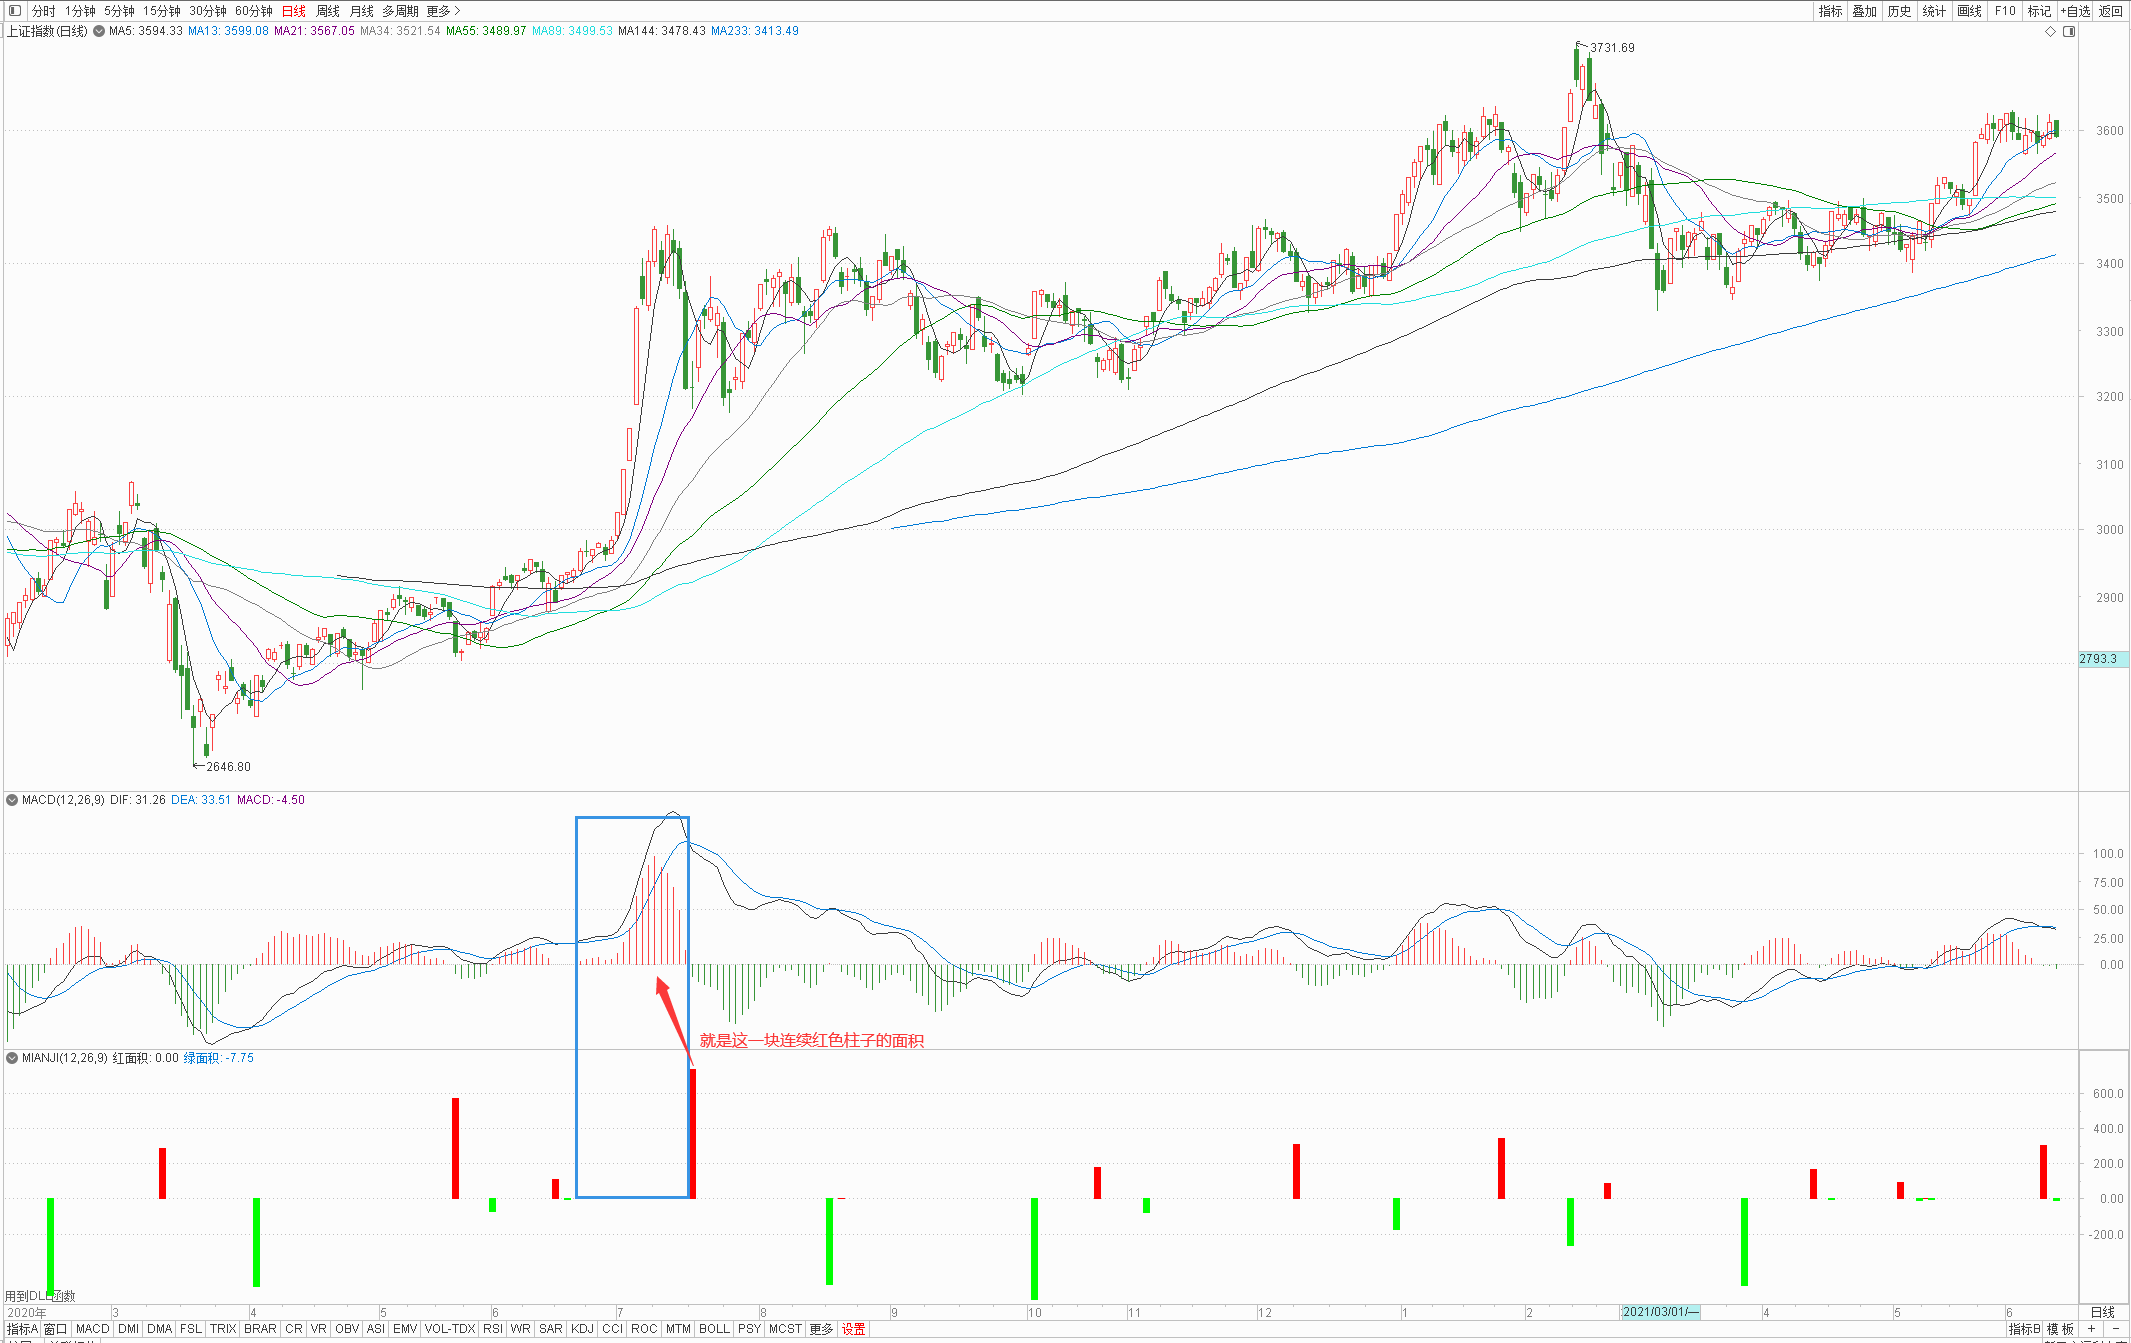 分时 1分钟 5分钟 15分钟 30分钟 60分钟 日线 周线 月线 多周期 更多 指标 叠加 历史 统计 画线 F10 标记 +自选 返回
上证指数(日线) MA5: 3594.33 MA13: 3599.08 MA21: 3567.05 MA34: 3521.54 MA55: 3489.97 MA89: 3499.53 MA144: 3478.43 MA233: 3413.49
3731.69
3600
3500
3400
3300
3200
3100
3000
2900
2793.3
2646.80
MACD(12,26,9) DIF: 31.26 DEA: 33.51 MACD: -4.50
100.0
75.00
50.00
25.00
0.00
就是这一块连续红色柱子的面积
MIANJI(12,26,9) 红面积: 0.00 绿面积: -7.75
600.0
400.0
200.0
0.00
-200.0
用到DLL函数
2020年 3 4 5 6 7 8 9 10 11 12 1 2 2021/03/01/一 4 5 6 日线
指标A 窗口 MACD DMI DMA FSL TRIX BRAR CR VR OBV ASI EMV VOL-TDX RSI WR SAR KDJ CCI ROC MTM BOLL PSY MCST 更多 设置 指标B 模板 + -